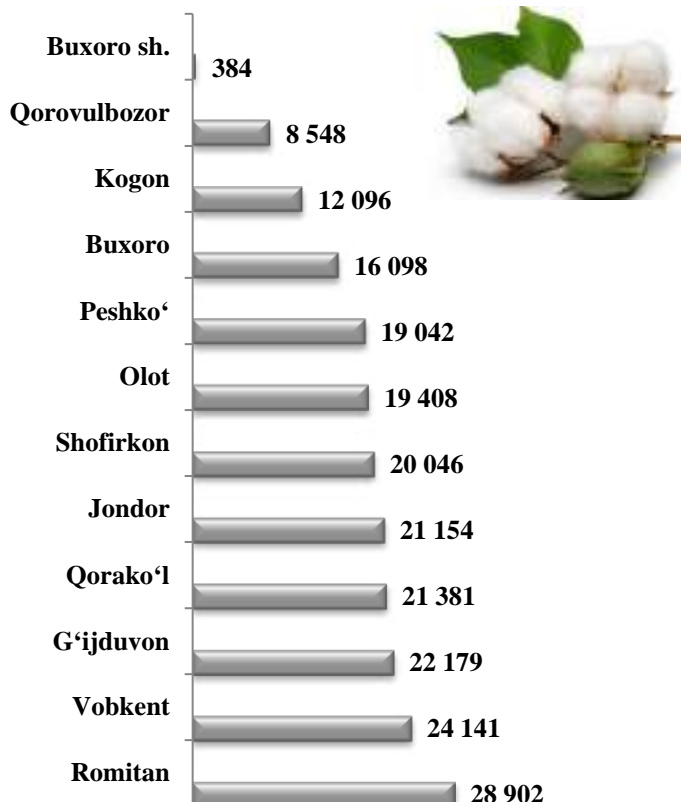 Buxoro sh. 384
Qorovulbozor 8 548
Kogon 12 096
Buxoro 16 098
Peshko‘ 19 042
Olot 19 408
Shofirkon 20 046
Jondor 21 154
Qorako‘l 21 381
G‘ijduvon 22 179
Vobkent 24 141
Romitan 28 902